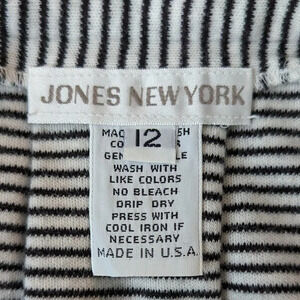 JONES NEW YORK
12
WASH WITH
LIKE COLORS
NO BLEACH
DRIP DRY
PRESS WITH
COOL IRON IF
NECESSARY
MADE IN U.S.A.